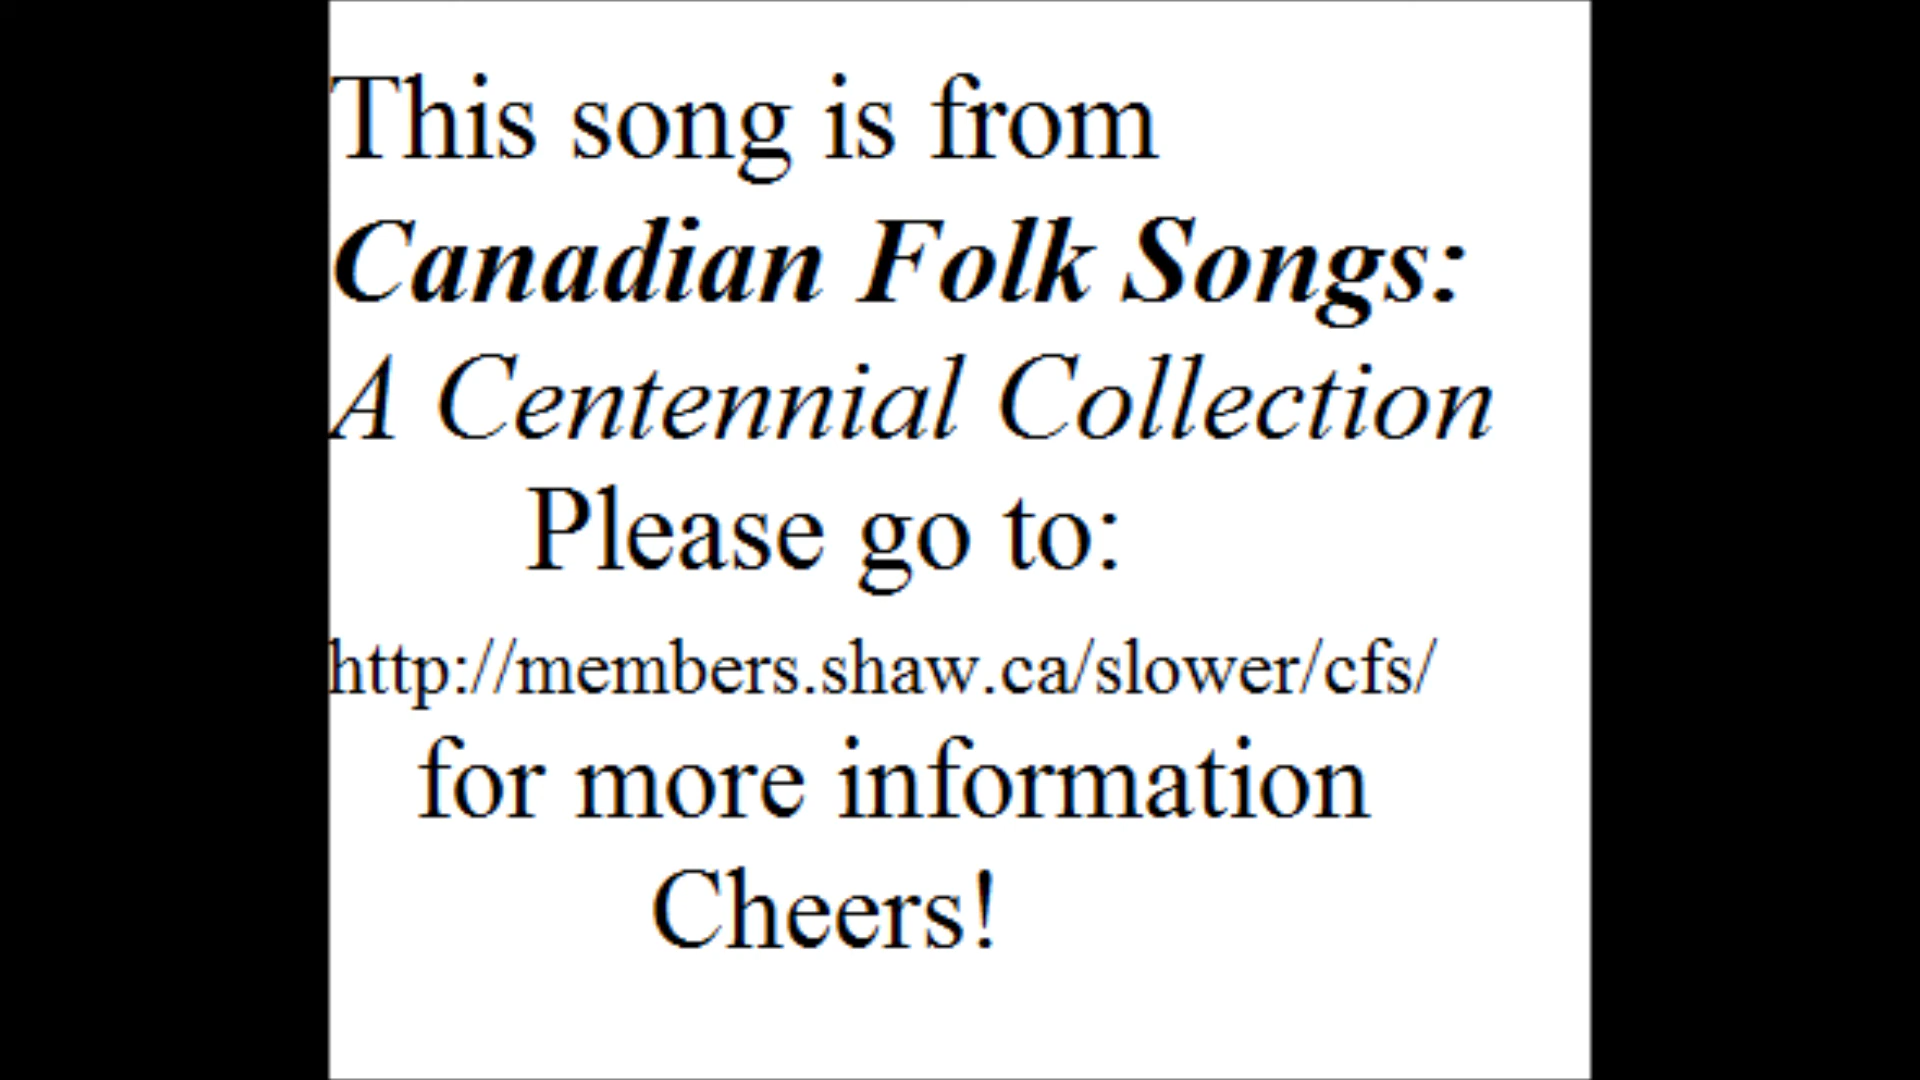 This song is from
Canadian Folk Songs:
A Centennial Collection
Please go to:
http://members.shaw.ca/slower/cfs/
for more information
Cheers!